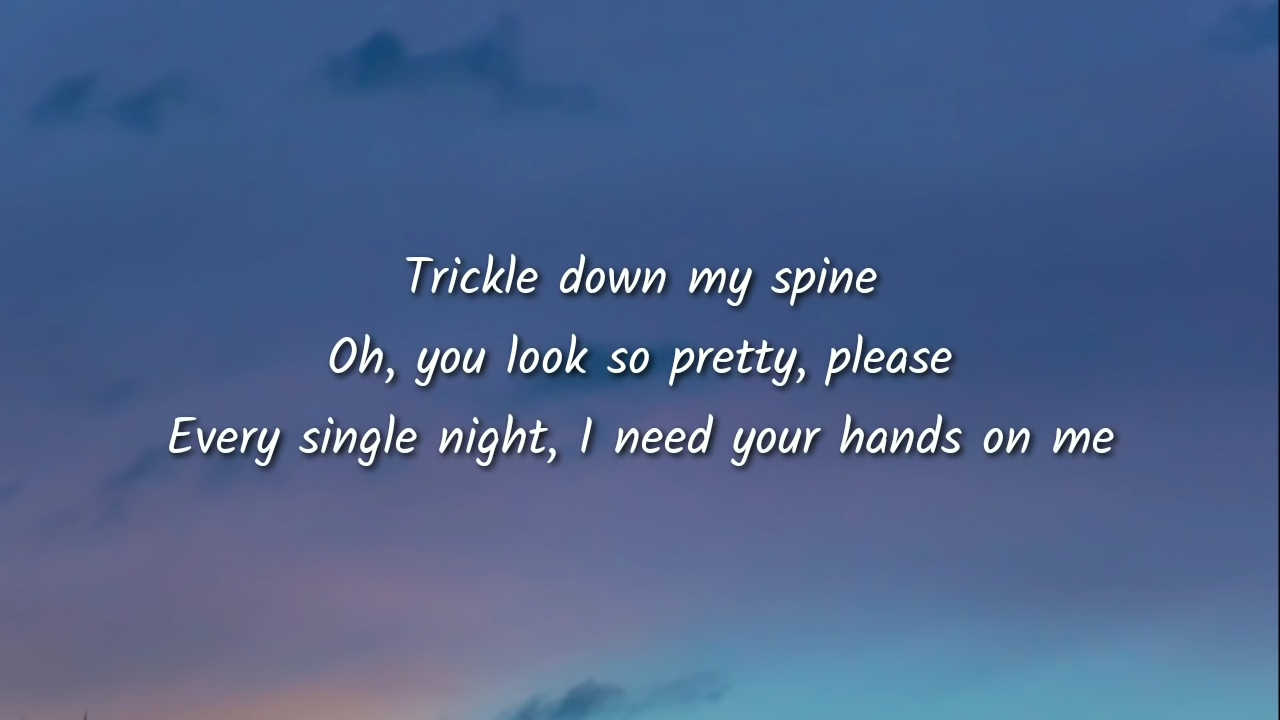 Trickle down my spine
Oh, you look so pretty, please
Every single night, I need your hands on me